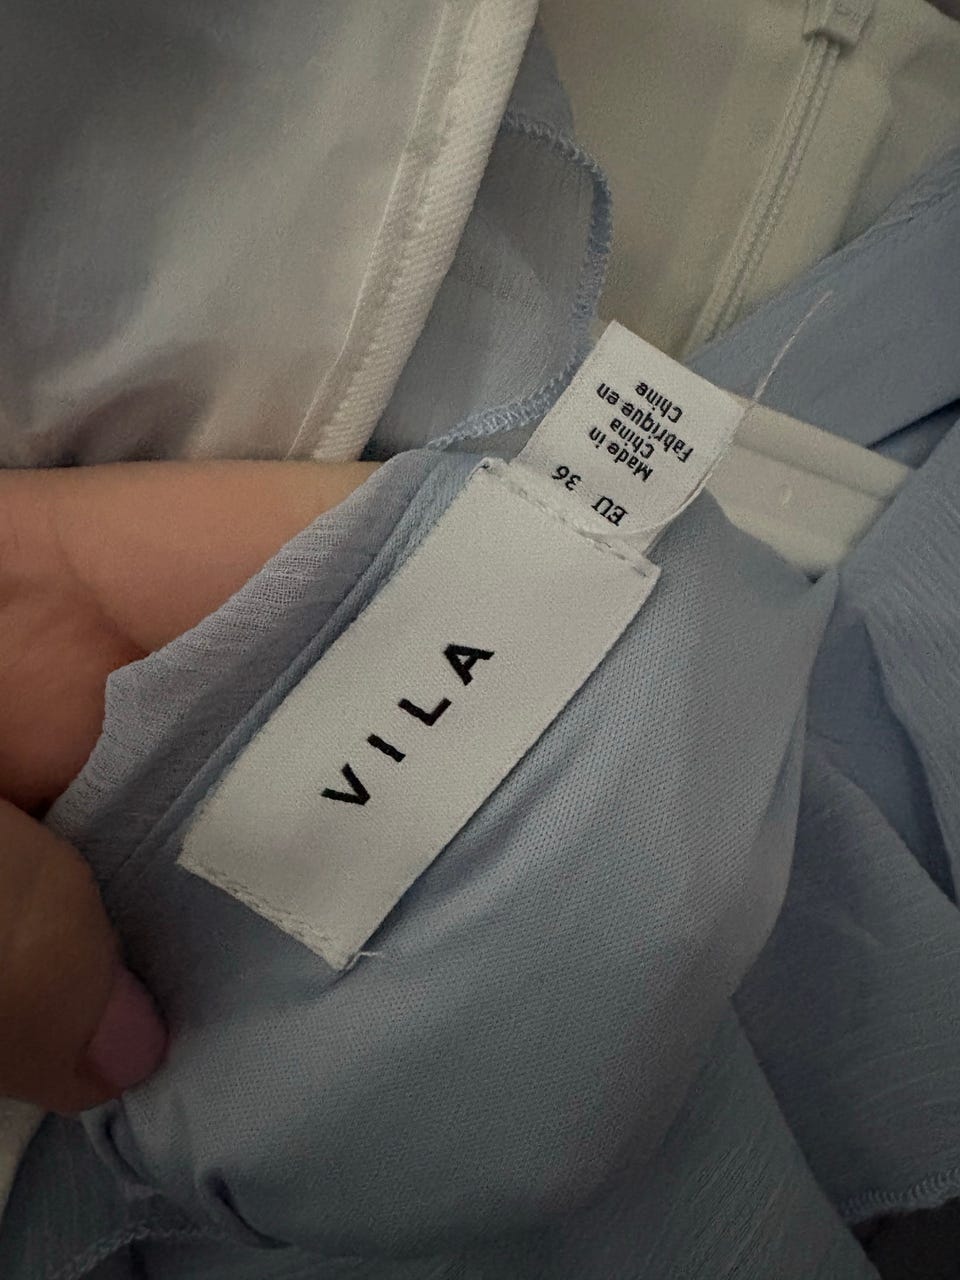 VILA
EU 36
Made in
China
Fabriqué en
Chine